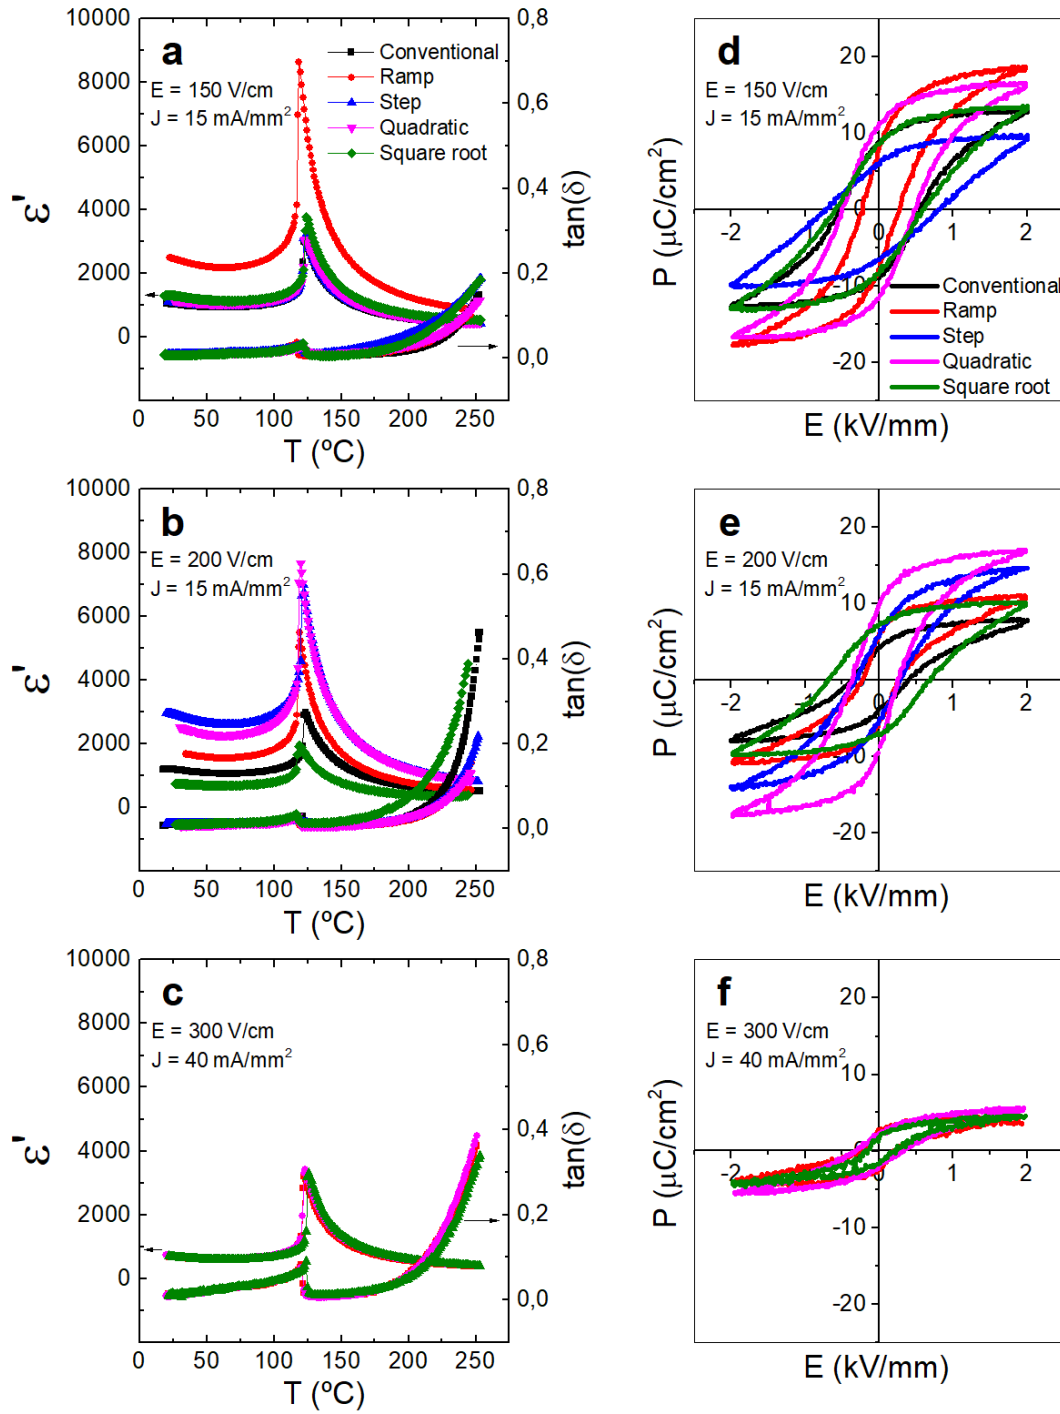 a
E = 150 V/cm
J = 15 mA/mm²
Conventional
Ramp
Step
Quadratic
Square root
10000
8000
6000
4000
2000
0
ε'
0,8
0,6
0,4
0,2
0,0
tan(δ)
0 50 100 150 200 250
T (ºC)
d
E = 150 V/cm
J = 15 mA/mm²
20
10
0
-10
-20
-2 -1 0 1 2
P (μC/cm²)
E (kV/mm)
Conventional
Ramp
Step
Quadratic
Square root
b
E = 200 V/cm
J = 15 mA/mm²
10000
8000
6000
4000
2000
0
ε'
0,8
0,6
0,4
0,2
0,0
tan(δ)
0 50 100 150 200 250
T (ºC)
e
E = 200 V/cm
J = 15 mA/mm²
20
10
0
-10
-20
-2 -1 0 1 2
P (μC/cm²)
E (kV/mm)
c
E = 300 V/cm
J = 40 mA/mm²
10000
8000
6000
4000
2000
0
ε'
0,8
0,6
0,4
0,2
0,0
tan(δ)
0 50 100 150 200 250
T (ºC)
f
E = 300 V/cm
J = 40 mA/mm²
20
10
0
-10
-20
-2 -1 0 1 2
P (μC/cm²)
E (kV/mm)